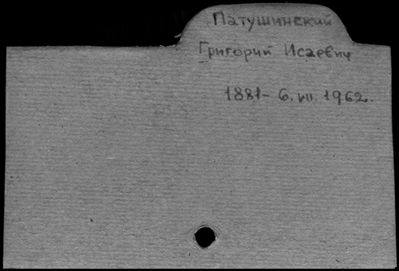 Патушинский
Григорий Исаевич
1881- 6.VII.1962.